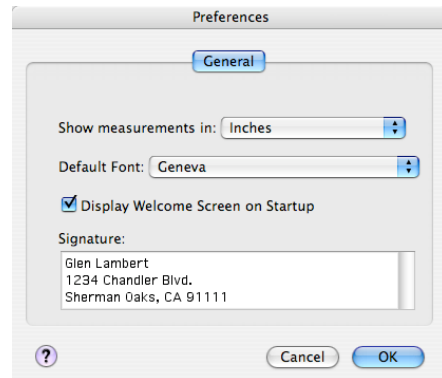 Preferences
General
Show measurements in: Inches
Default Font: Geneva
Display Welcome Screen on Startup
Signature:
Glen Lambert
1234 Chandler Blvd.
Sherman Oaks, CA 91111
? Cancel OK